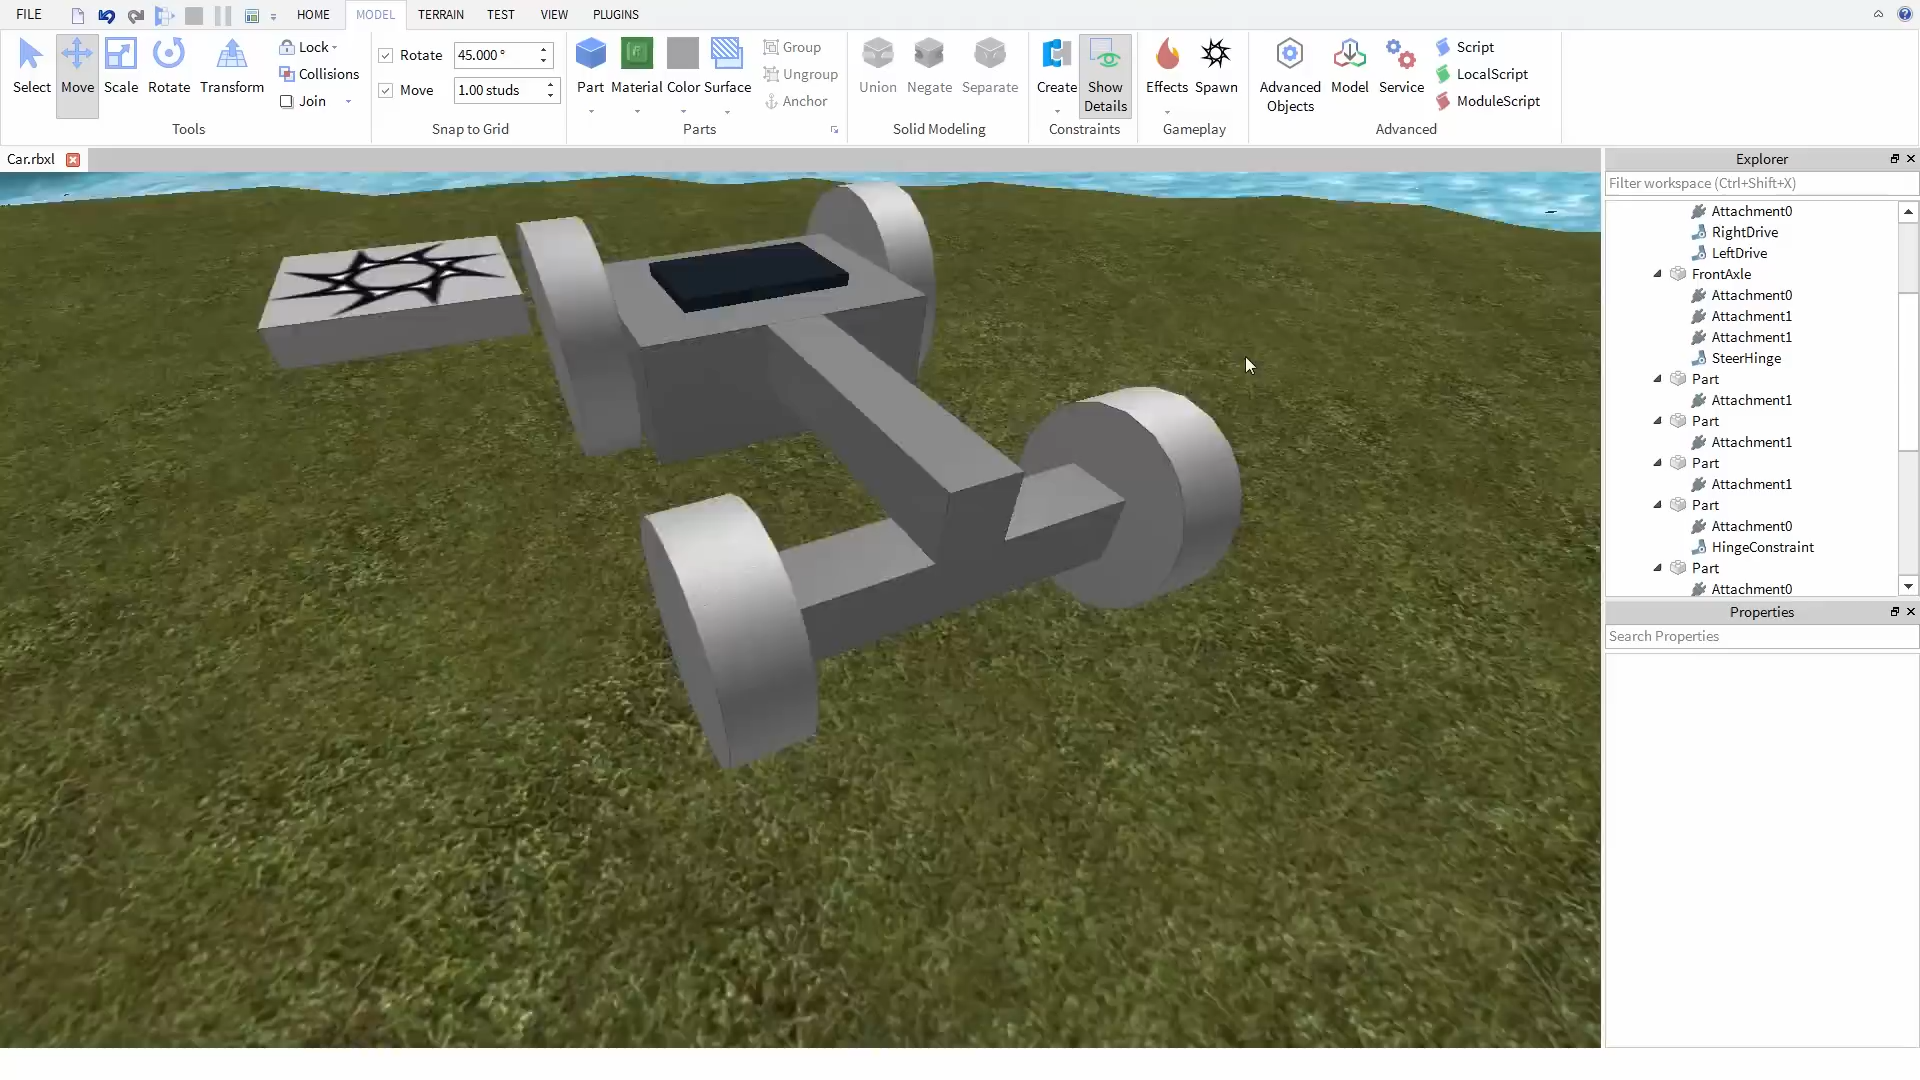 FILE HOME MODEL TERRAIN TEST VIEW PLUGINS
Select Move Scale Rotate Transform
Lock
Collisions
Join
Tools
Rotate 45.000 °
Move 1.00 studs
Snap to Grid
Part Material Color Surface
Group
Ungroup
Anchor
Parts
Union Negate Separate
Solid Modeling
Create Show
Details
Constraints
Effects Spawn
Gameplay
Advanced
Objects
Model Service
Script
LocalScript
ModuleScript
Advanced
Car.rbxl
Explorer
Filter workspace (Ctrl+Shift+X)
Attachment0
RightDrive
LeftDrive
FrontAxle
Attachment0
Attachment1
Attachment1
SteerHinge
Part
Attachment1
Part
Attachment1
Part
Attachment1
Part
Attachment0
HingeConstraint
Part
Attachment0
Properties
Search Properties